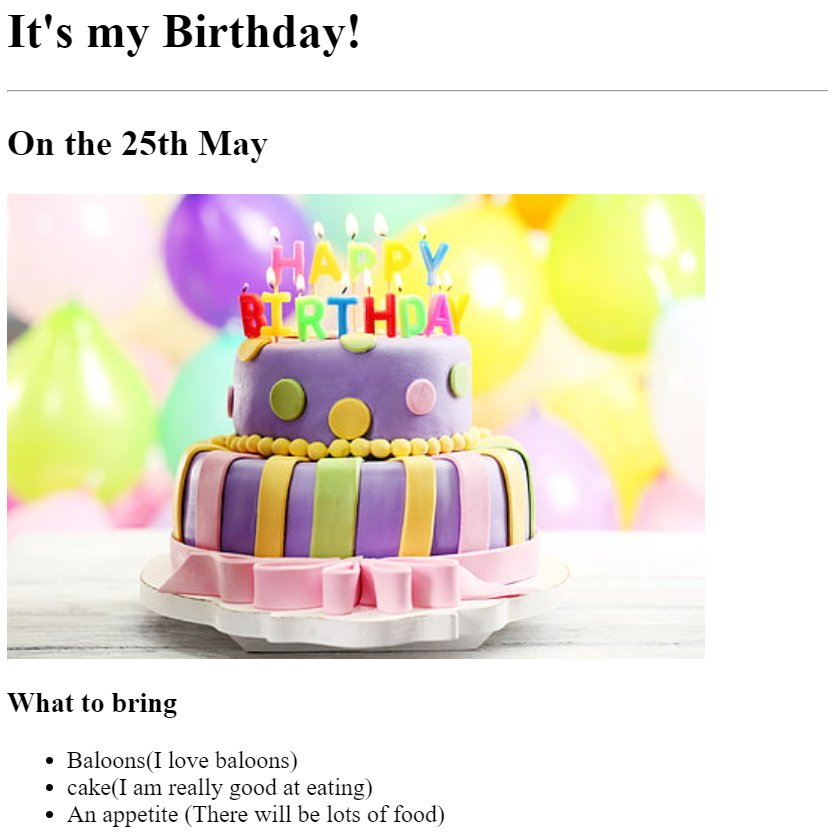 It's my Birthday!
On the 25th May
HAPPY
BIRTHDAY
What to bring
Baloons(I love baloons)
cake(I am really good at eating)
An appetite (There will be lots of food)